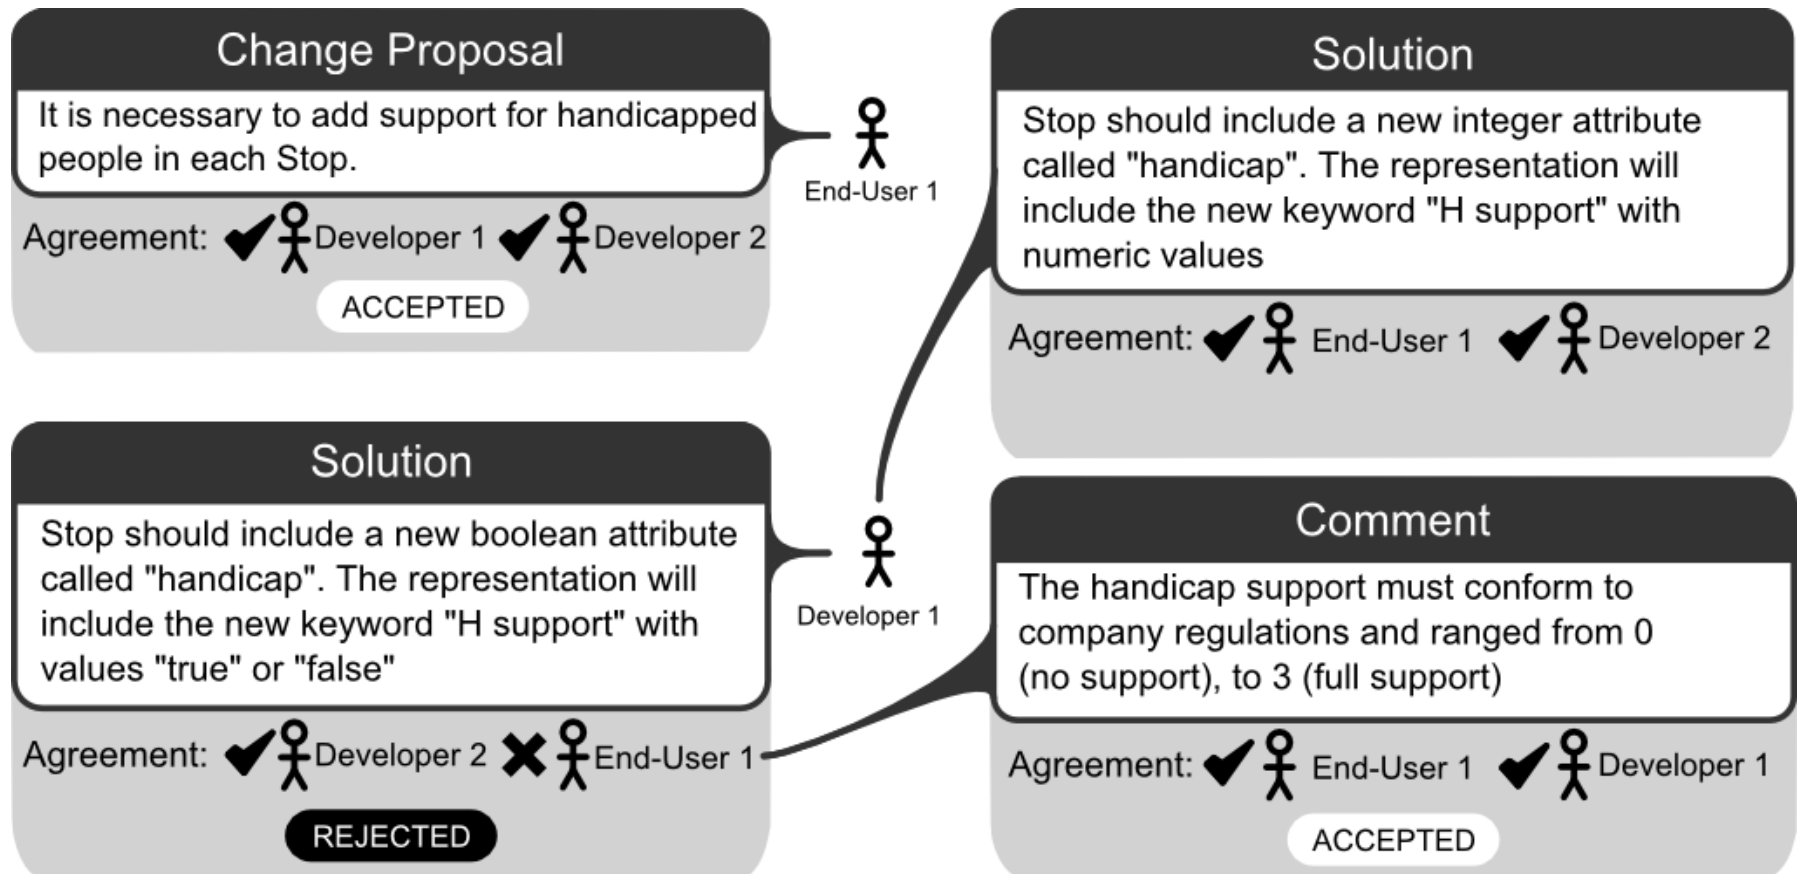 Change Proposal
It is necessary to add support for handicapped
people in each Stop.
Agreement: Developer 1 Developer 2
ACCEPTED
End-User 1
Solution
Stop should include a new boolean attribute
called "handicap". The representation will
include the new keyword "H support" with
values "true" or "false"
Agreement: Developer 2 End-User 1
REJECTED
Developer 1
Solution
Stop should include a new integer attribute
called "handicap". The representation will
include the new keyword "H support" with
numeric values
Agreement: End-User 1 Developer 2
Comment
The handicap support must conform to
company regulations and ranged from 0
(no support), to 3 (full support)
Agreement: End-User 1 Developer 1
ACCEPTED